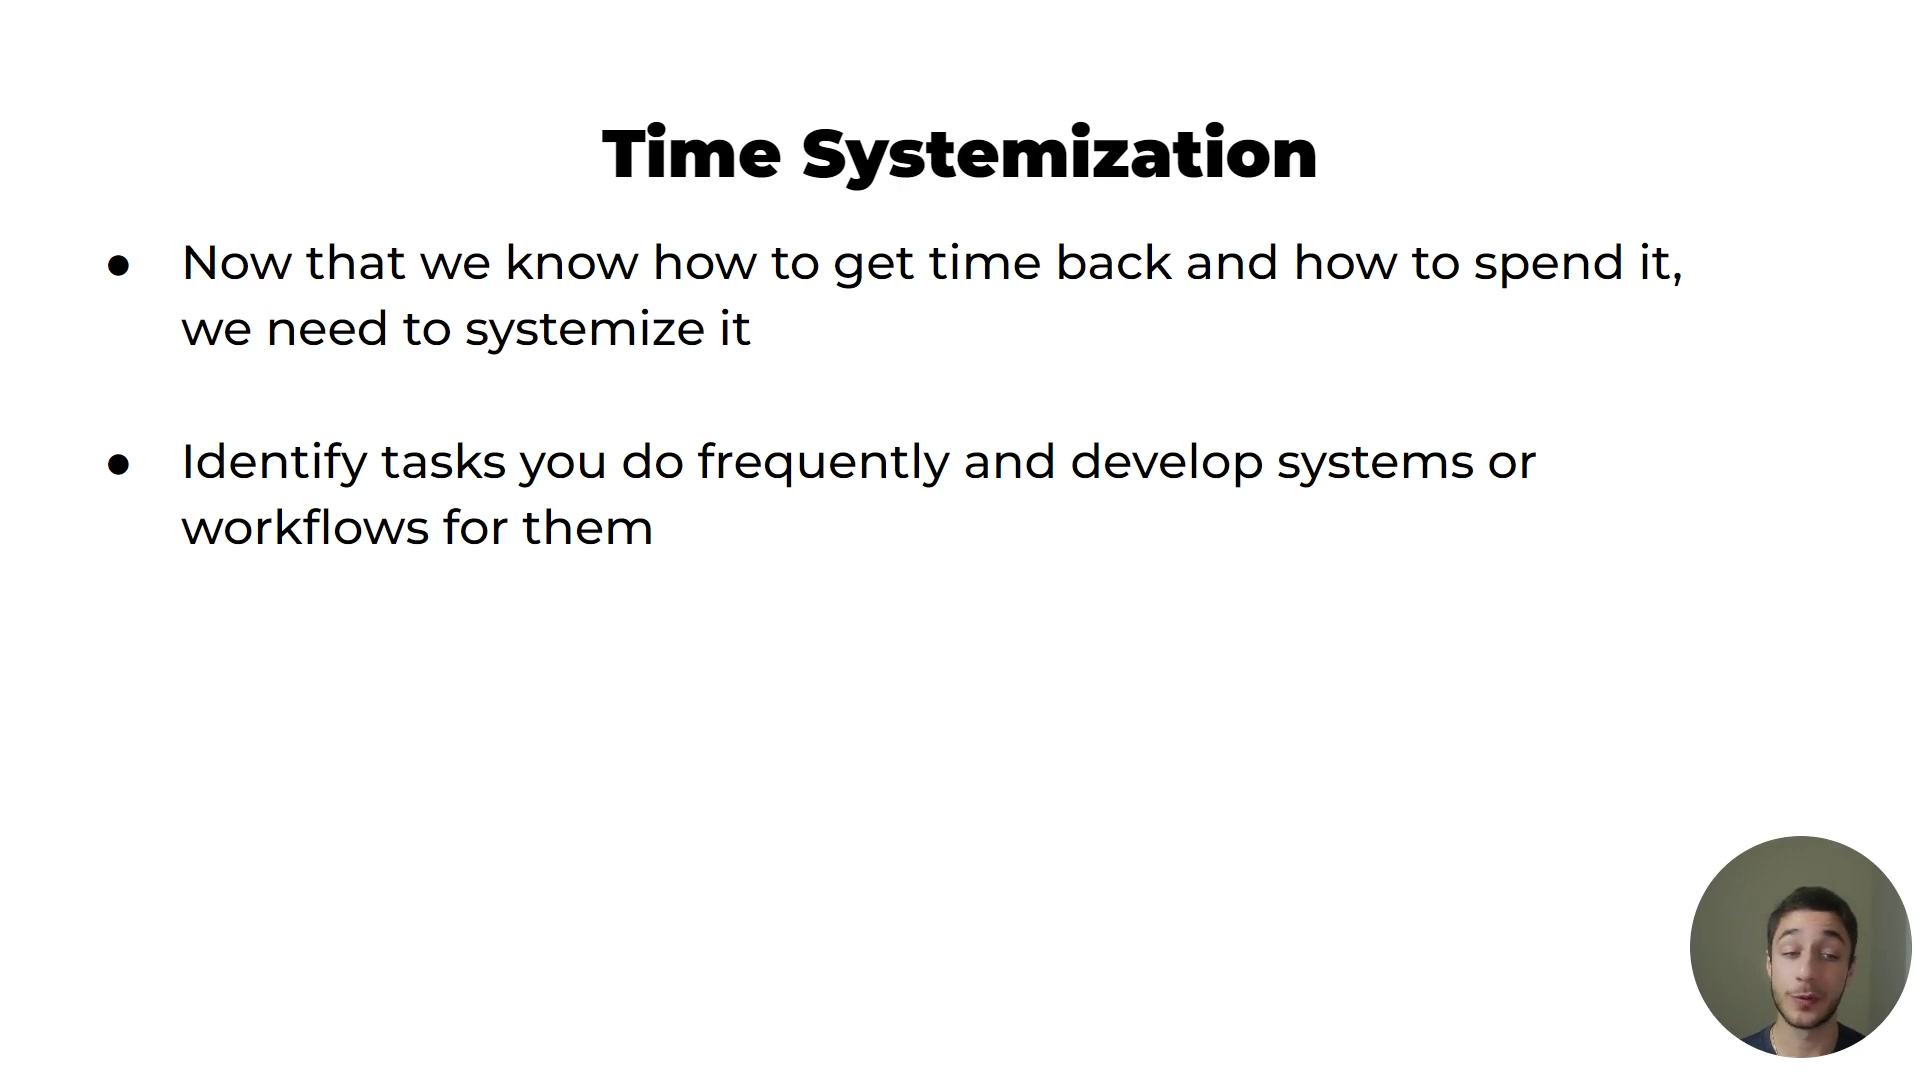 Time Systemization
● Now that we know how to get time back and how to spend it,
we need to systemize it
● Identify tasks you do frequently and develop systems or
workflows for them